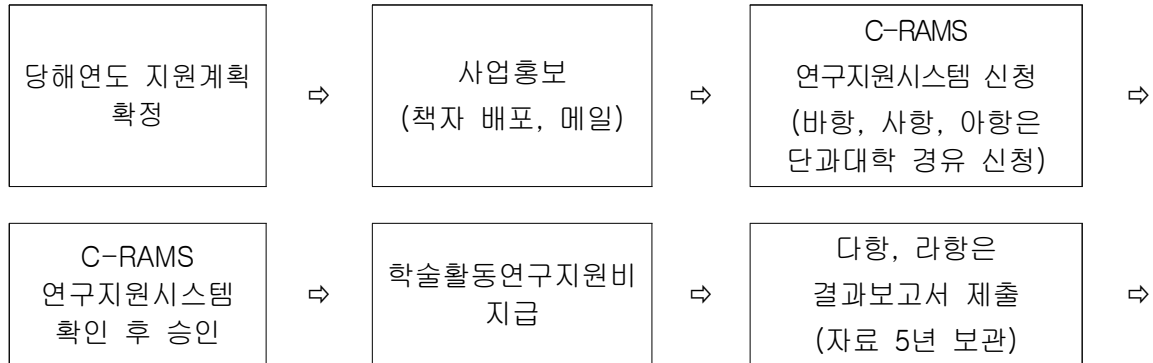 당해연도 지원계획
확정
⇨
사업홍보
(책자 배포, 메일)
⇨
C-RAMS
연구지원시스템 신청
(바항, 사항, 아항은
단과대학 경유 신청)
⇨
C-RAMS
연구지원시스템
확인 후 승인
⇨
학술활동연구지원비
지급
⇨
다항, 라항은
결과보고서 제출
(자료 5년 보관)
⇨